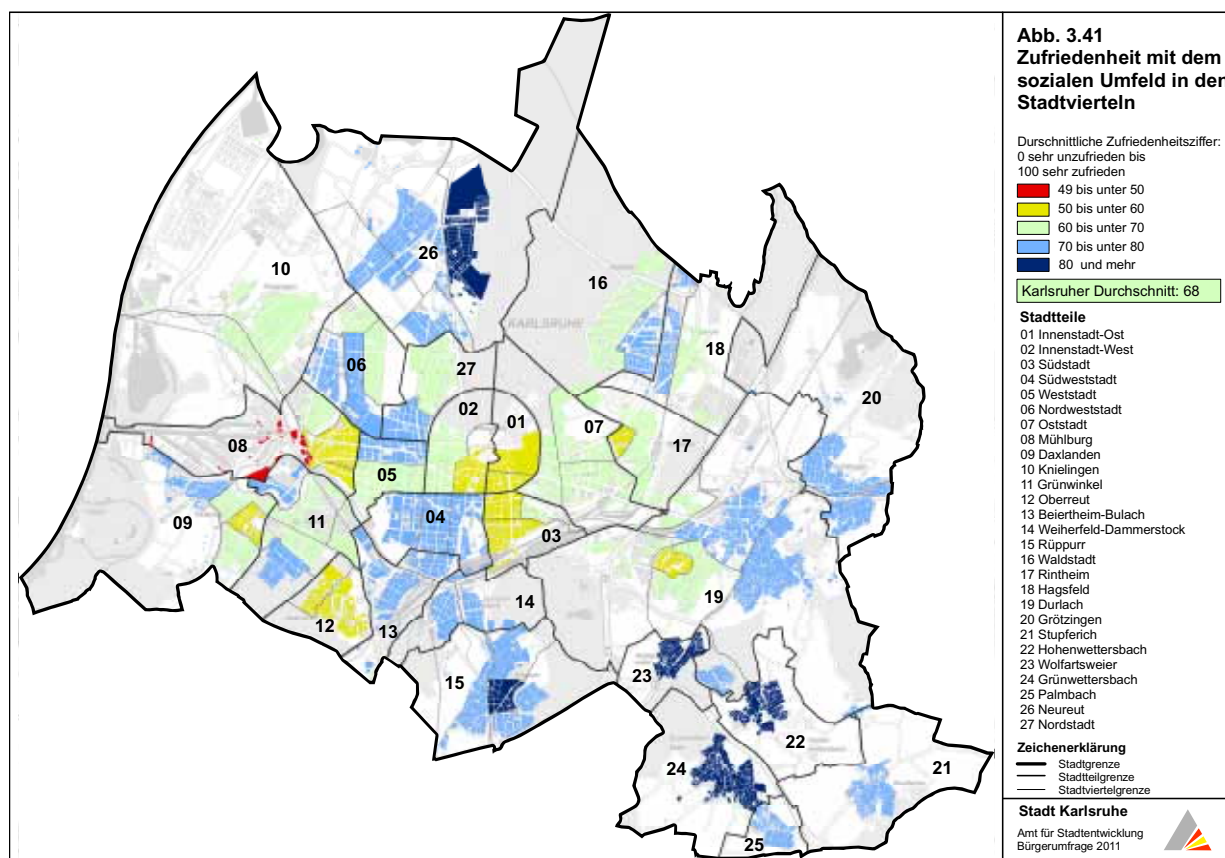 Abb. 3.41
Zufriedenheit mit dem
sozialen Umfeld in den
Stadtvierteln
Durschnittliche Zufriedenheitsziffer:
0 sehr unzufrieden bis
100 sehr zufrieden
49 bis unter 50
50 bis unter 60
60 bis unter 70
70 bis unter 80
80 und mehr
Karlsruher Durchschnitt: 68
Stadtteile
01 Innenstadt-Ost
02 Innenstadt-West
03 Südstadt
04 Südweststadt
05 Weststadt
06 Nordweststadt
07 Oststadt
08 Mühlburg
09 Daxlanden
10 Knielingen
11 Grünwinkel
12 Oberreut
13 Beiertheim-Bulach
14 Weiherfeld-Dammerstock
15 Rüppurr
16 Waldstadt
17 Rintheim
18 Hagsfeld
19 Durlach
20 Grötzingen
21 Stupferich
22 Hohenwettersbach
23 Wolfartsweier
24 Grünwettersbach
25 Palmbach
26 Neureut
27 Nordstadt
Zeichenerklärung
Stadtgrenze
Stadtteilgrenze
Stadtviertelgrenze
Stadt Karlsruhe
Amt für Stadtentwicklung
Bürgerumfrage 2011
26
10
16
KARLSRUHE
18
06
27
20
02
01
07
08
17
05
04
09
11
03
19
14
12
13
23
15
22
24
21
25